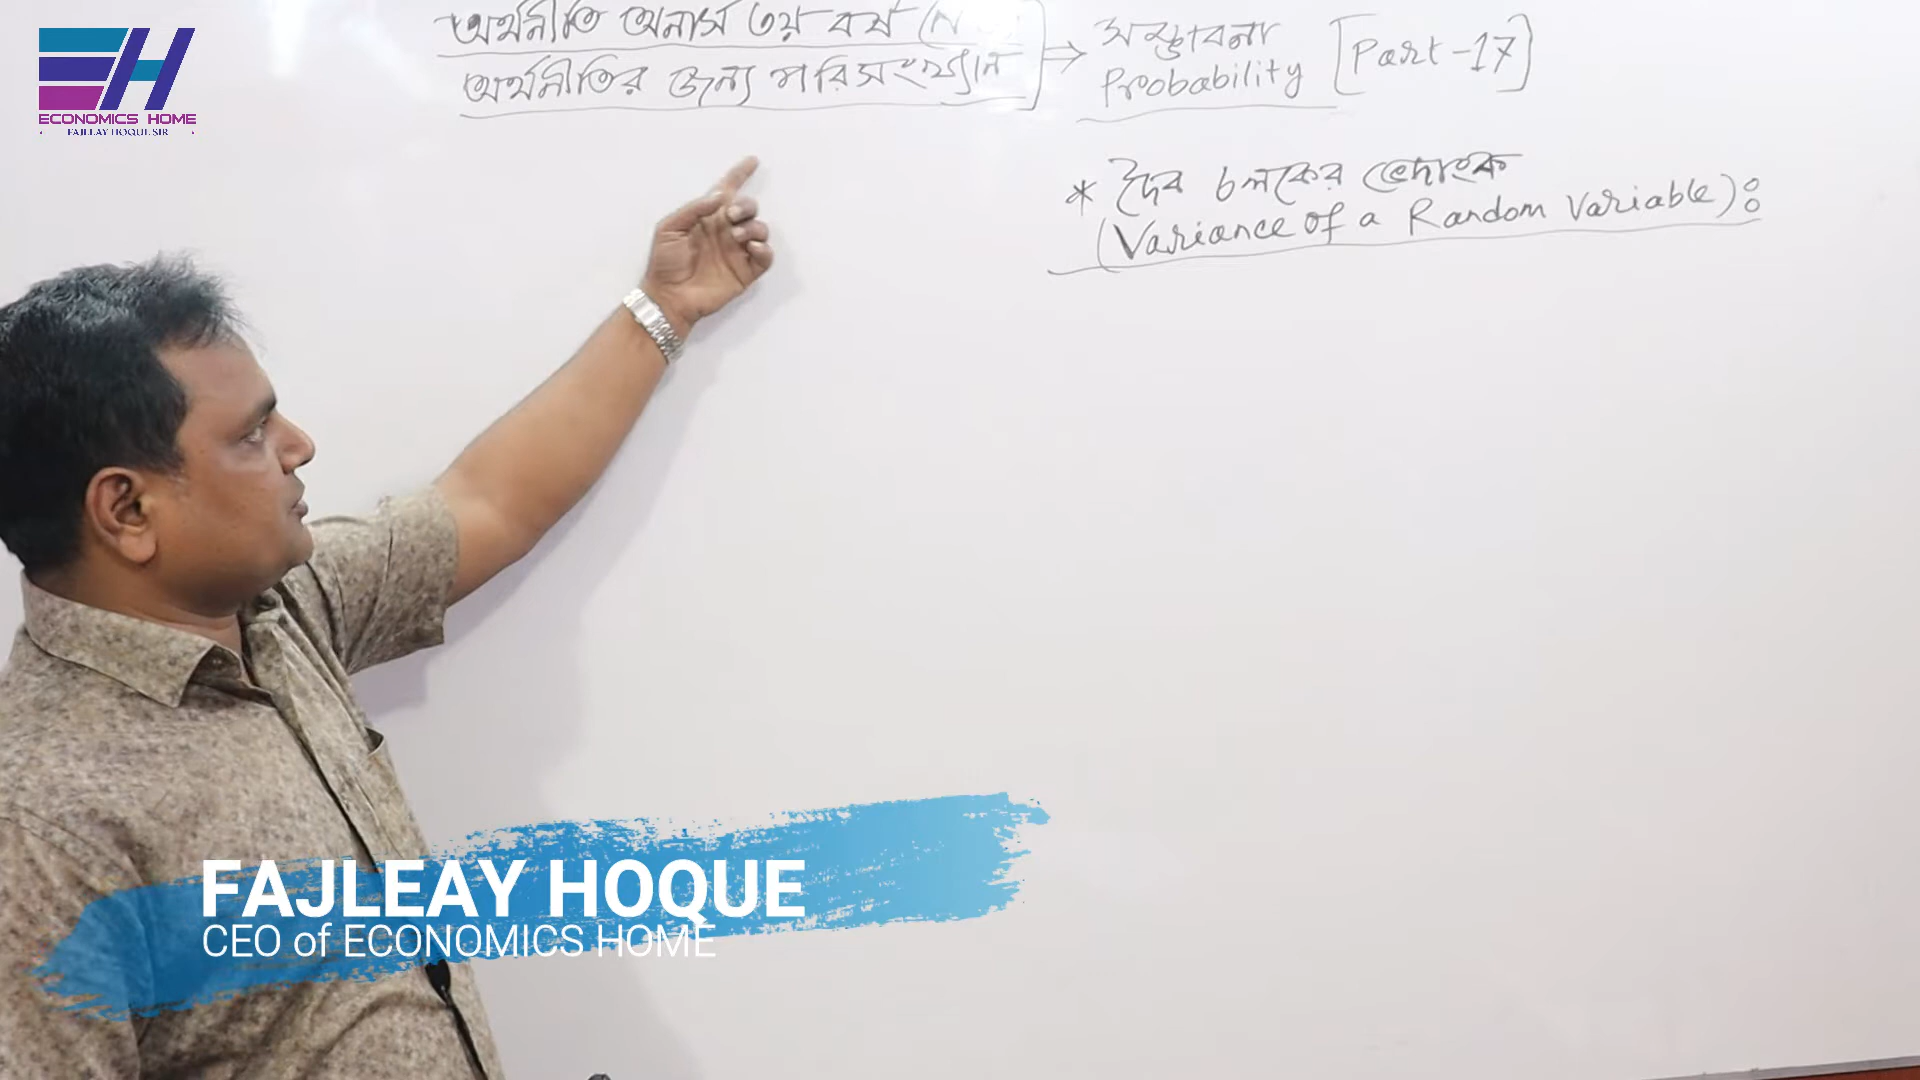 ECONOMICS HOME
FAJLEAY HOQUE SIR
অর্থনীতি অনার্স ৩য় বর্ষ (N
অর্থনীতির জন্য পরিসংখ্যান
⇒ সম্ভাবনা
Probability [Part-17]
* দৈব চলকের ভেদাংক
(Variance of a Random Variable):
FAJLEAY HOQUE
CEO of ECONOMICS HOME